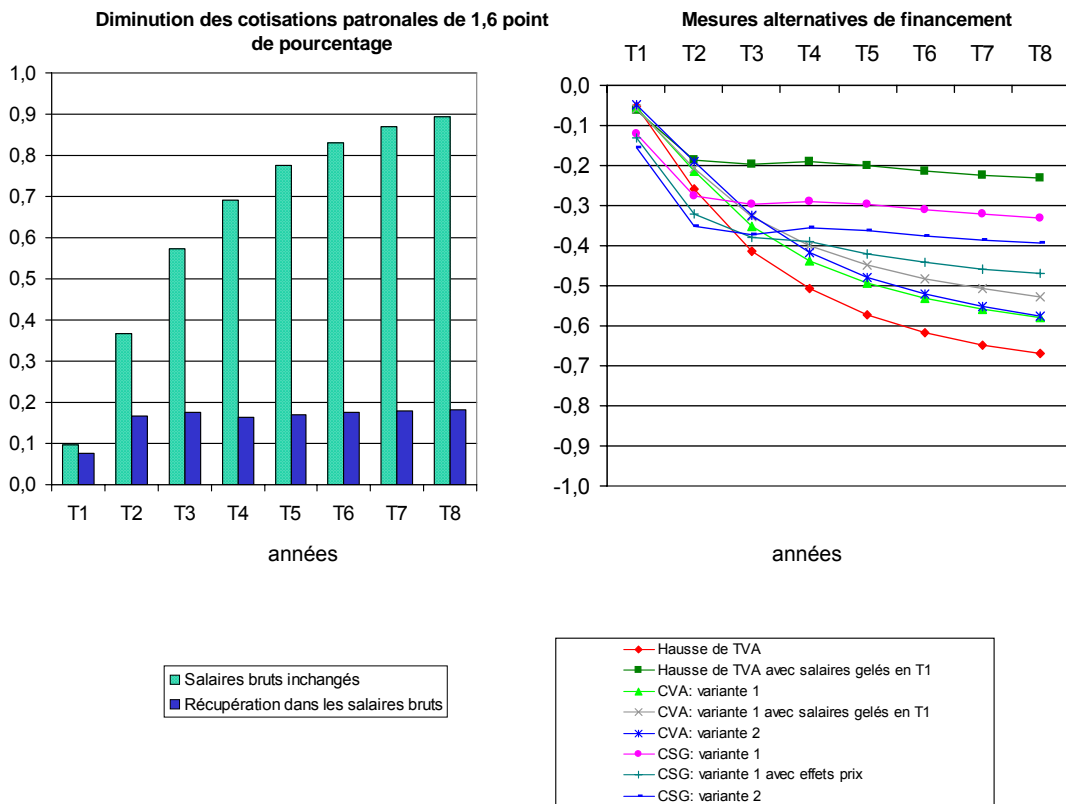 Diminution des cotisations patronales de 1,6 point
de pourcentage
1,0
0,9
0,8
0,7
0,6
0,5
0,4
0,3
0,2
0,1
0,0
T1 T2 T3 T4 T5 T6 T7 T8
années
Salaires bruts inchangés
Récupération dans les salaires bruts
Mesures alternatives de financement
T1 T2 T3 T4 T5 T6 T7 T8
0,0
-0,1
-0,2
-0,3
-0,4
-0,5
-0,6
-0,7
-0,8
-0,9
-1,0
années
Hausse de TVA
Hausse de TVA avec salaires gelés en T1
CVA: variante 1
CVA: variante 1 avec salaires gelés en T1
CVA: variante 2
CSG: variante 1
CSG: variante 1 avec effets prix
CSG: variante 2